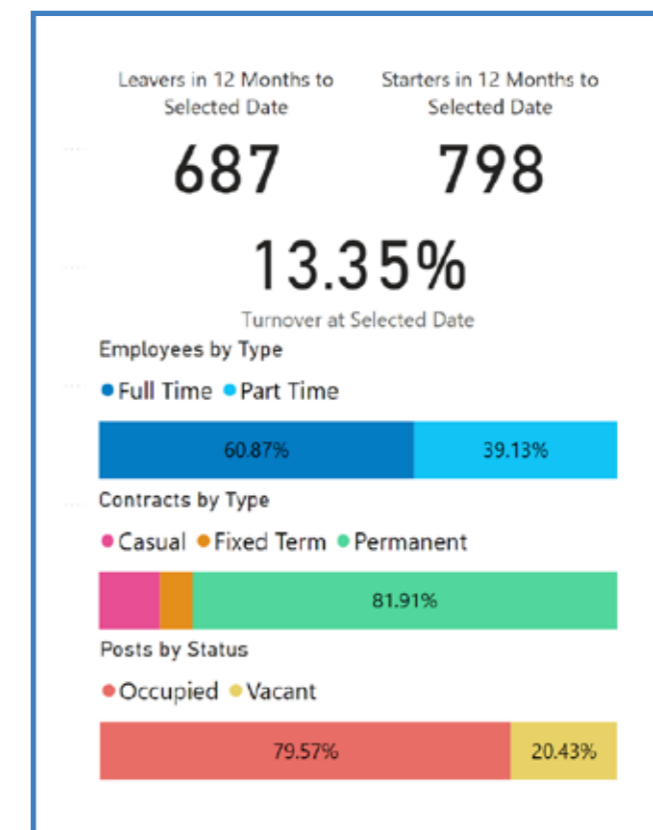 Leavers in 12 Months to
Selected Date
Starters in 12 Months to
Selected Date
687
798
13.35%
Turnover at Selected Date
Employees by Type
Full Time Part Time
60.87% 39.13%
Contracts by Type
Casual Fixed Term Permanent
81.91%
Posts by Status
Occupied Vacant
79.57% 20.43%